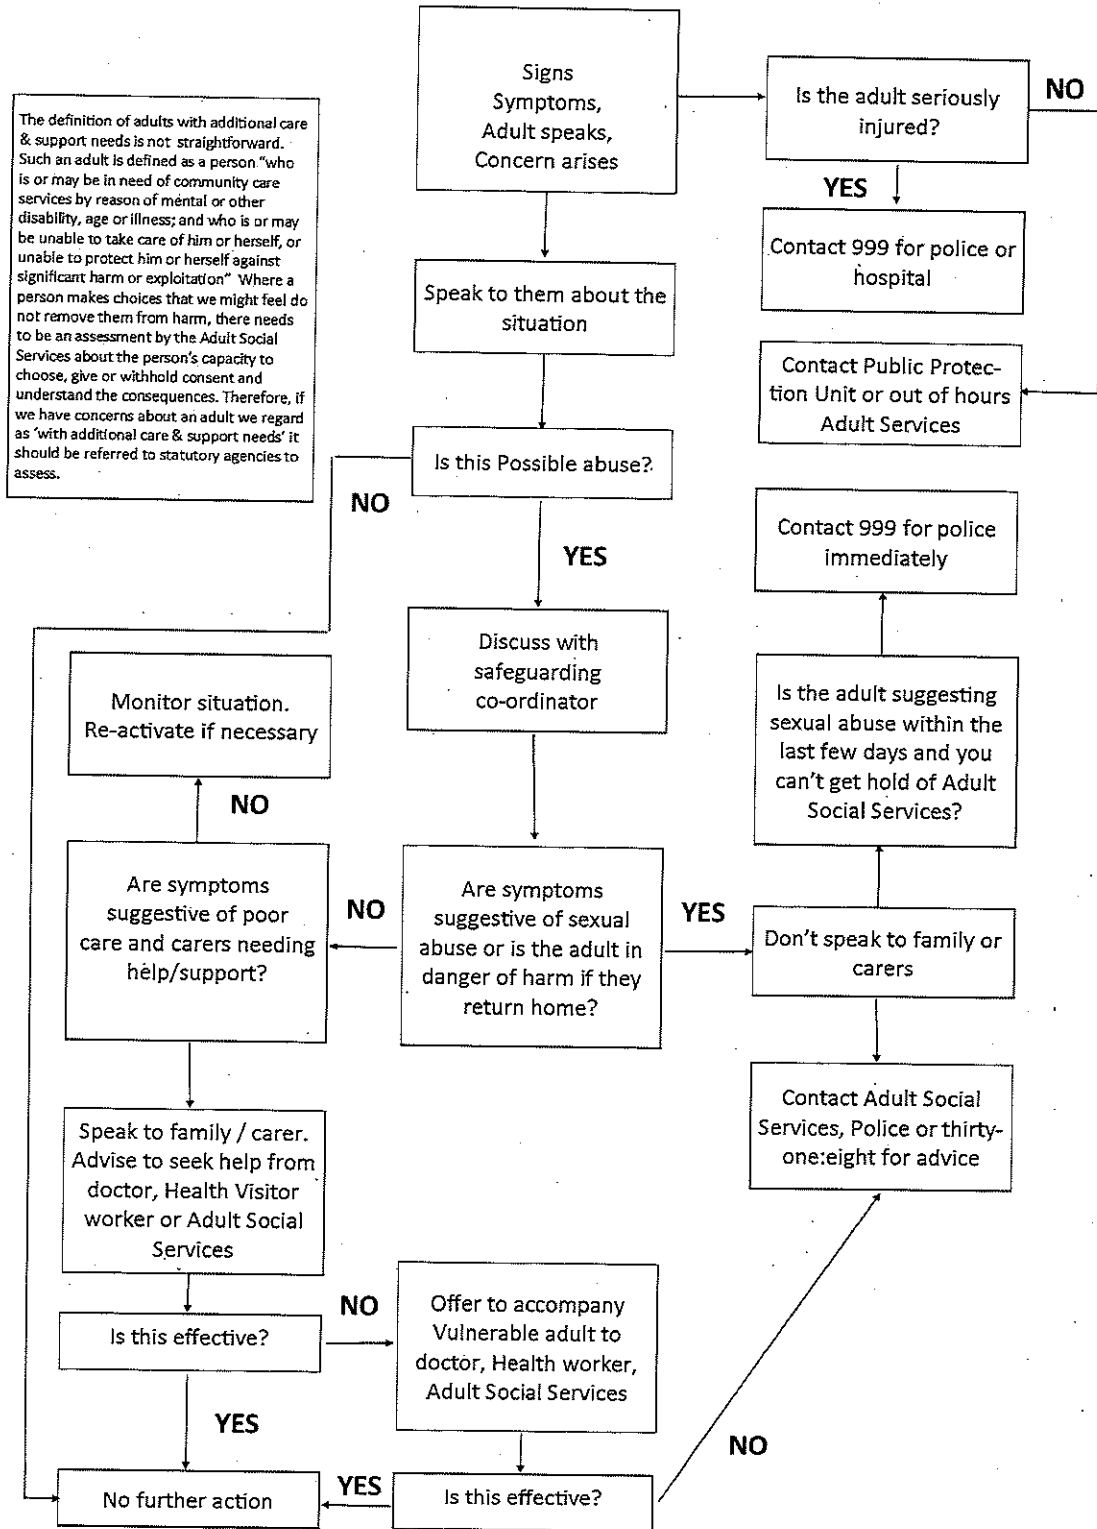 Signs
Symptoms,
Adult speaks,
Concern arises
Is the adult seriously
injured?
NO
YES
Contact 999 for police or
hospital
Contact Public Protec-
tion Unit or out of hours
Adult Services
The definition of adults with additional care
& support needs is not straightforward.
Such an adult is defined as a person "who
is or may be in need of community care
services by reason of mental or other
disability, age or illness; and who is or may
be unable to take care of him or herself, or
unable to protect him or herself against
significant harm or exploitation" Where a
person makes choices that we might feel do
not remove them from harm, there needs
to be an assessment by the Adult Social
Services about the person's capacity to
choose, give or withhold consent and
understand the consequences. Therefore, if
we have concerns about an adult we regard
as 'with additional care & support needs' it
should be referred to statutory agencies to
assess.
Speak to them about the
situation
Is this Possible abuse?
NO
YES
Contact 999 for police
immediately
Discuss with
safeguarding
co-ordinator
Monitor situation.
Re-activate if necessary
Is the adult suggesting
sexual abuse within the
last few days and you
can't get hold of Adult
Social Services?
NO
Are symptoms
suggestive of poor
care and carers needing
help/support?
NO
Are symptoms
suggestive of sexual
abuse or is the adult in
danger of harm if they
return home?
YES
Don't speak to family or
carers
Contact Adult Social
Services, Police or thirty-
one:eight for advice
Speak to family / carer.
Advise to seek help from
doctor, Health Visitor
worker or Adult Social
Services
Is this effective?
NO
Offer to accompany
Vulnerable adult to
doctor, Health worker,
Adult Social Services
YES
NO
No further action
YES
Is this effective?